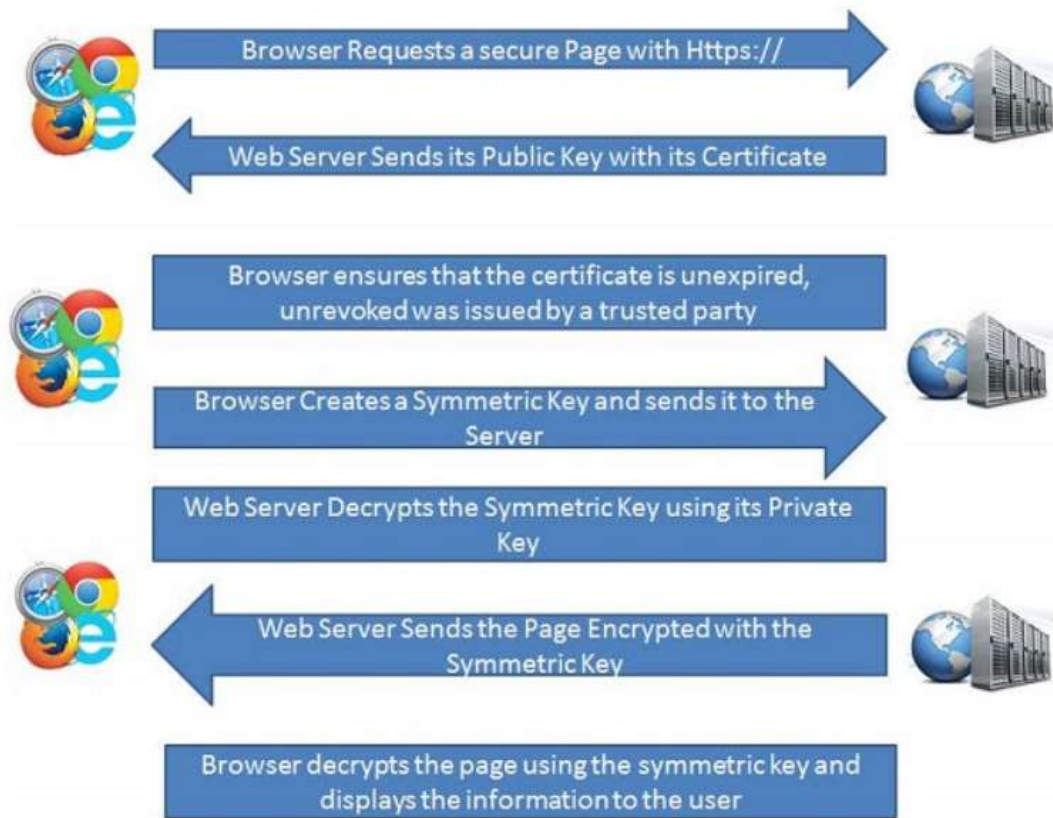 Browser Requests a secure Page with Https://
Web Server Sends its Public Key with its Certificate
Browser ensures that the certificate is unexpired,
unrevoked was issued by a trusted party
Browser Creates a Symmetric Key and sends it to the
Server
Web Server Decrypts the Symmetric Key using its Private
Key
Web Server Sends the Page Encrypted with the
Symmetric Key
Browser decrypts the page using the symmetric key and
displays the information to the user